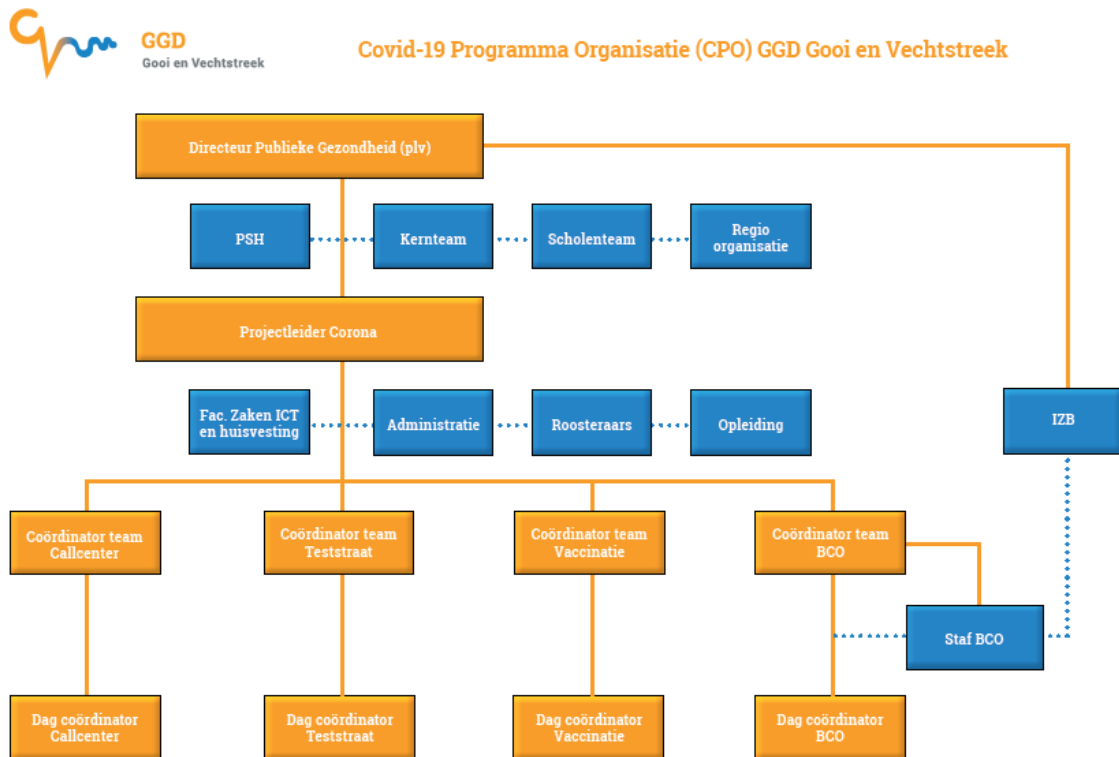 GGD
Gooi en Vechtstreek
Covid-19 Programma Organisatie (CPO) GGD Gooi en Vechtstreek
Directeur Publieke Gezondheid (plv)
PSH
Kernteam
Scholenteam
Regio
organisatie
Projectleider Corona
Fac. Zaken ICT
en huisvesting
Administratie
Roosteraars
Opleiding
IZB
Coördinator team
Callcenter
Coördinator team
Teststraat
Coördinator team
Vaccinatie
Coördinator team
BCO
Staf BCO
Dag coördinator
Callcenter
Dag coördinator
Teststraat
Dag coördinator
Vaccinatie
Dag coördinator
BCO